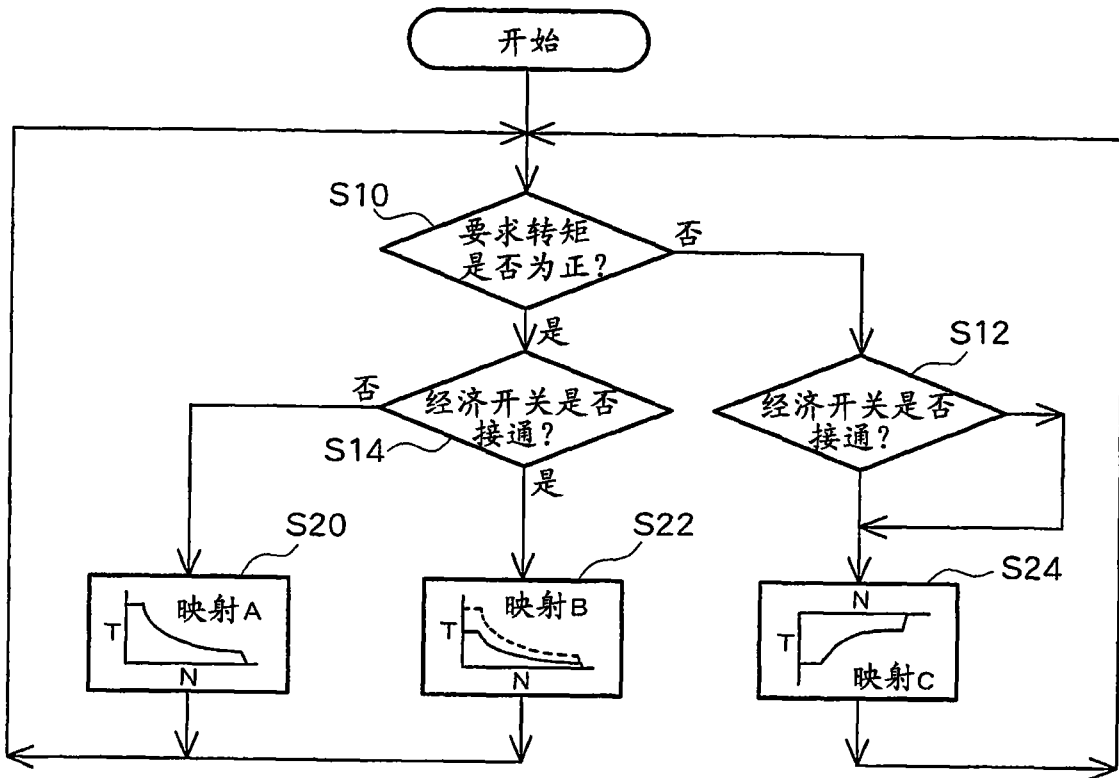 开始
S10
要求转矩
是否为正?
否
是
S12
经济开关是否
接通?
否
经济开关是否
接通?
S14
是
S20
映射A
T
N
S22
映射B
T
N
S24
N
T
映射C